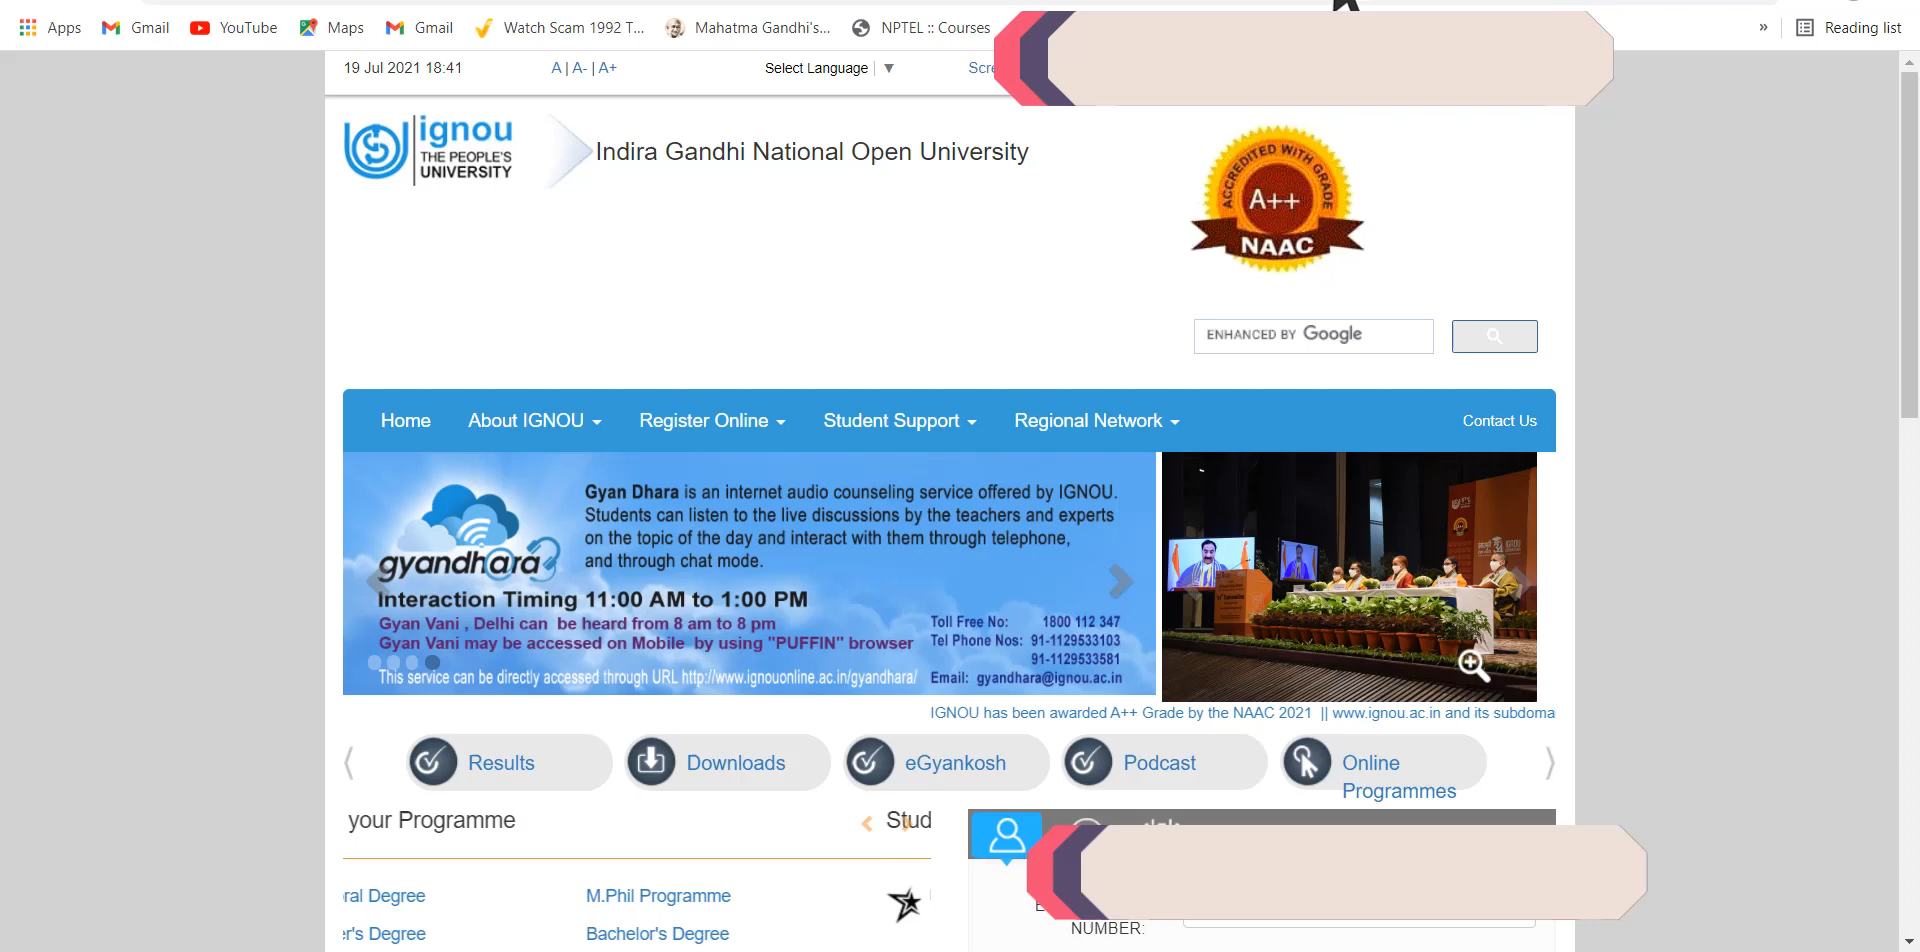 Apps Gmail YouTube Maps Gmail Watch Scam 1992 T... Mahatma Gandhi's... NPTEL :: Courses » Reading list
19 Jul 2021 18:41 A | A- | A+ Select Language ▼
ignou
THE PEOPLE'S
UNIVERSITY
Indira Gandhi National Open University
ACCREDITED WITH GRADE
A++
NAAC
ENHANCED BY Google
Home About IGNOU Register Online Student Support Regional Network Contact Us
Gyan Dhara is an internet audio counseling service offered by IGNOU.
Students can listen to the live discussions by the teachers and experts
on the topic of the day and interact with them through telephone,
and through chat mode.
gyandh@ra
Interaction Timing 11:00 AM to 1:00 PM
Gyan Vani , Delhi can be heard from 8 am to 8 pm
Gyan Vani may be accessed on Mobile by using "PUFFIN" browser
This service can be directly accessed through URL http://www.ignouonline.ac.in/gyandhara/
Toll Free No: 1800 112 347
Tel Phone Nos: 91-1129533103
91-1129533581
Email: gyandhara@ignou.ac.in
IGNOU has been awarded A++ Grade by the NAAC 2021 || www.ignou.ac.in and its subdoma
Results Downloads eGyankosh Podcast Online
Programmes
your Programme Stud
ral Degree M.Phil Programme
er's Degree Bachelor's Degree
NUMBER: